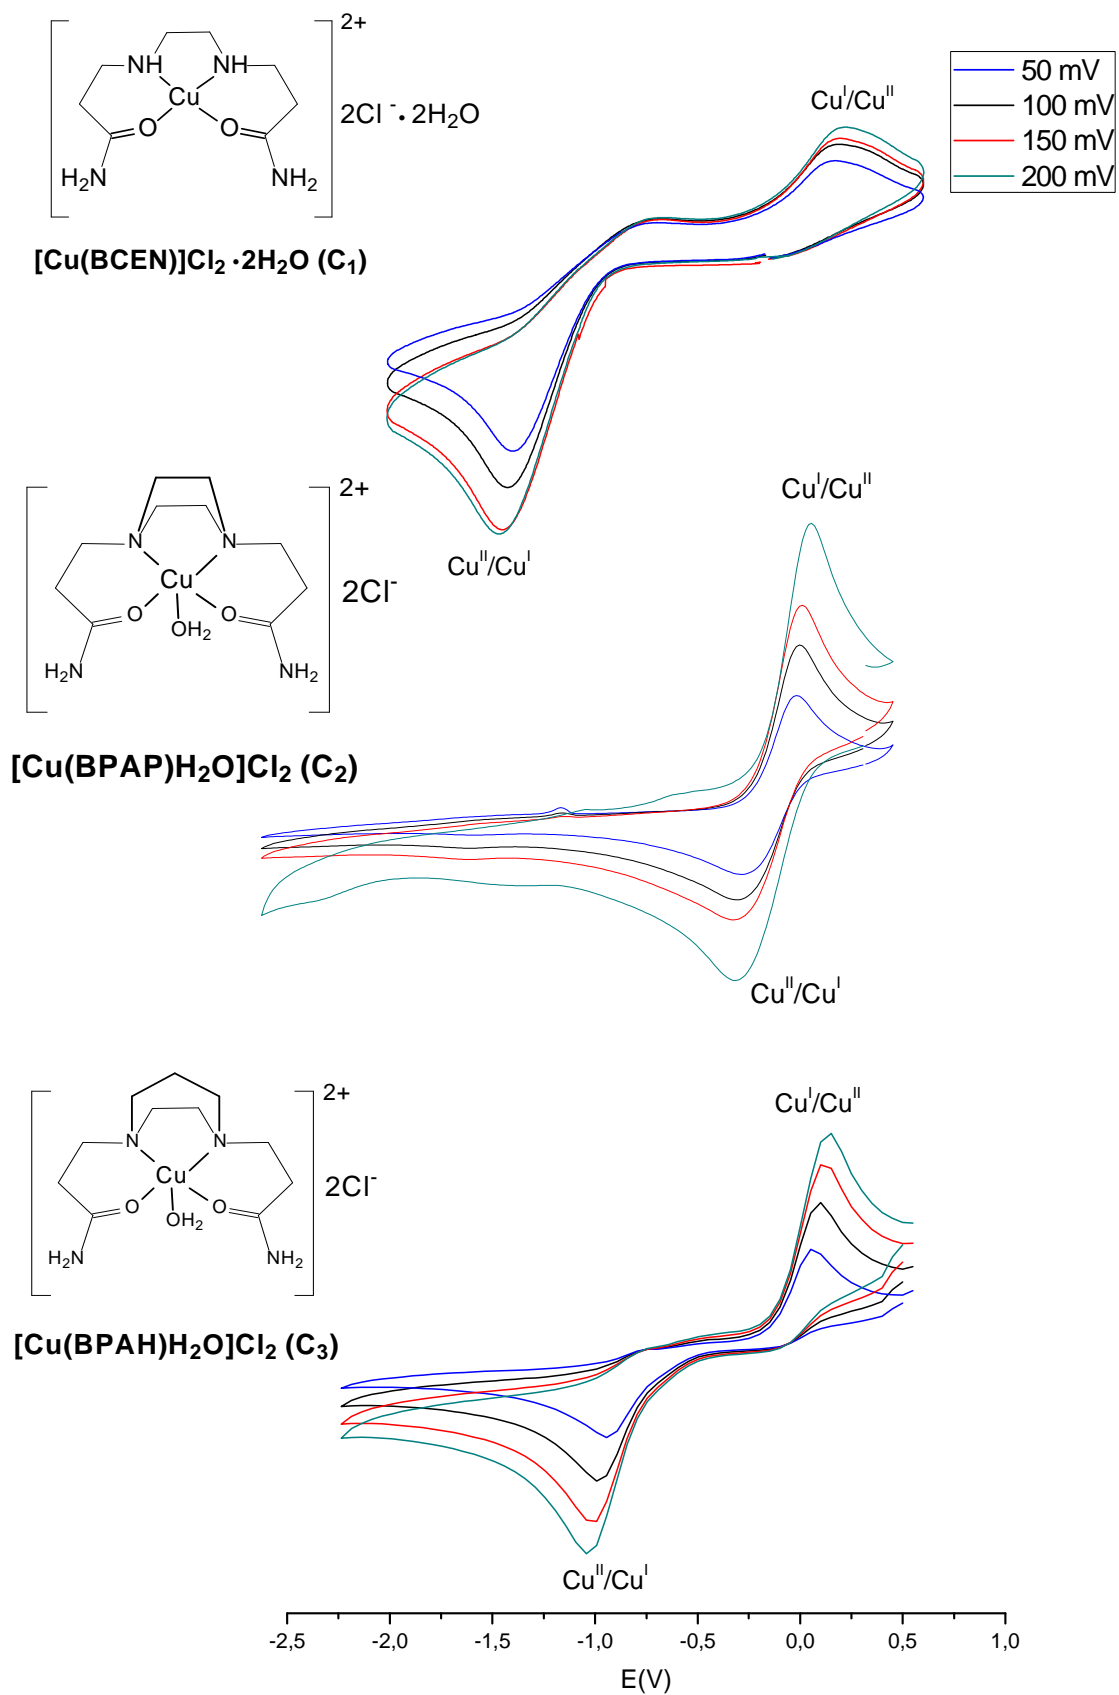 2+
NH NH
Cu
2Cl⁻ · 2H₂O
O O
H₂N NH₂
[Cu(BCEN)]Cl₂ ·2H₂O (C₁)
50 mV
100 mV
150 mV
200 mV
Cuᴵ/Cuᴵᴵ
Cuᴵᴵ/Cuᴵ
2+
N N
Cu
2Cl⁻
O O
OH₂
H₂N NH₂
[Cu(BPAP)H₂O]Cl₂ (C₂)
Cuᴵ/Cuᴵᴵ
Cuᴵᴵ/Cuᴵ
2+
N N
Cu
2Cl⁻
O O
OH₂
H₂N NH₂
[Cu(BPAH)H₂O]Cl₂ (C₃)
Cuᴵ/Cuᴵᴵ
Cuᴵᴵ/Cuᴵ
-2,5 -2,0 -1,5 -1,0 -0,5 0,0 0,5 1,0
E(V)